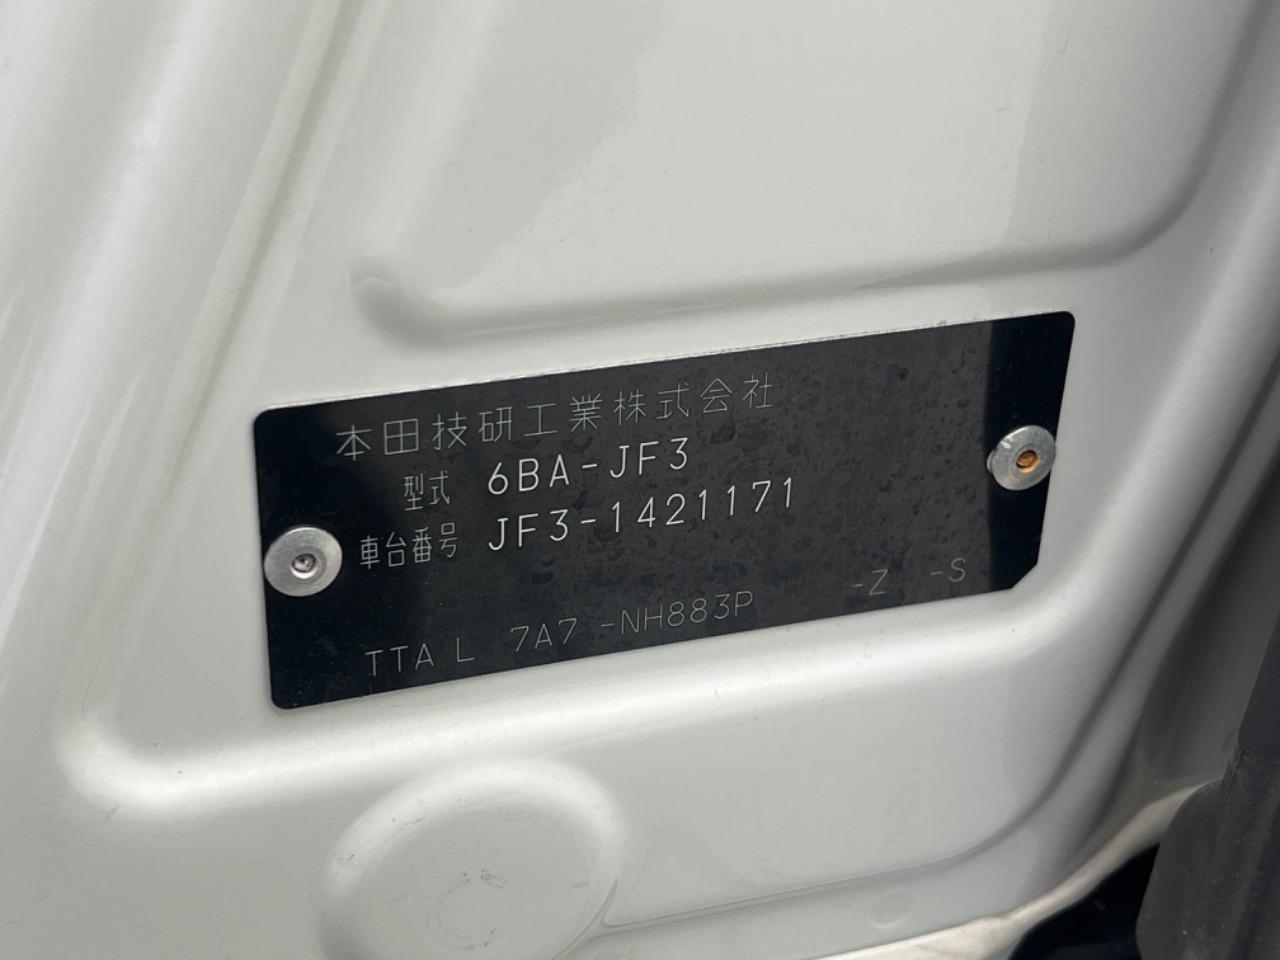 本田技研工業株式会社
型式 6BA-JF3
車台番号 JF3-1421171
TTA L 7A7 -NH883P -Z -S